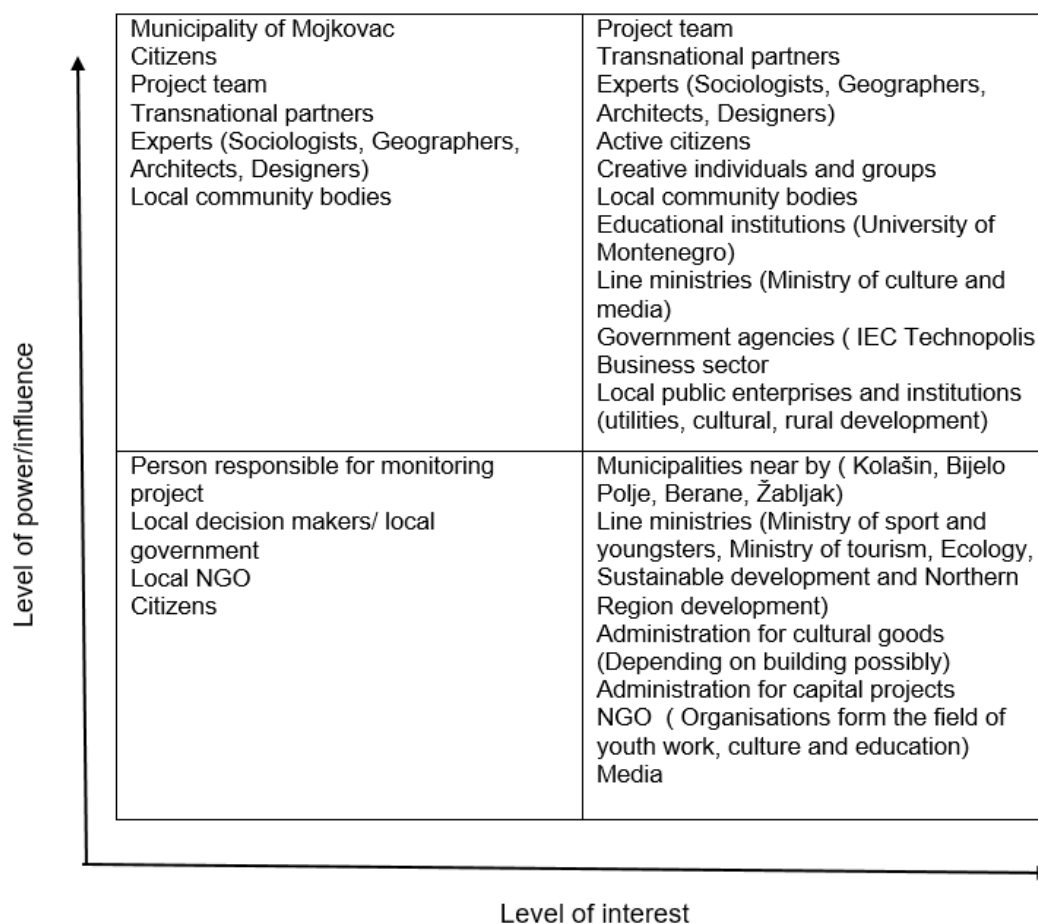 Municipality of Mojkovac
Citizens
Project team
Transnational partners
Experts (Sociologists, Geographers,
Architects, Designers)
Local community bodies
Project team
Transnational partners
Experts (Sociologists, Geographers,
Architects, Designers)
Active citizens
Creative individuals and groups
Local community bodies
Educational institutions (University of
Montenegro)
Line ministries (Ministry of culture and
media)
Government agencies ( IEC Technopolis
Business sector
Local public enterprises and institutions
(utilities, cultural, rural development)
Level of power/influence
Person responsible for monitoring
project
Local decision makers/ local
government
Local NGO
Citizens
Municipalities near by ( Kolašin, Bijelo
Polje, Berane, Žabljak)
Line ministries (Ministry of sport and
youngsters, Ministry of tourism, Ecology,
Sustainable development and Northern
Region development)
Administration for cultural goods
(Depending on building possibly)
Administration for capital projects
NGO ( Organisations form the field of
youth work, culture and education)
Media
Level of interest